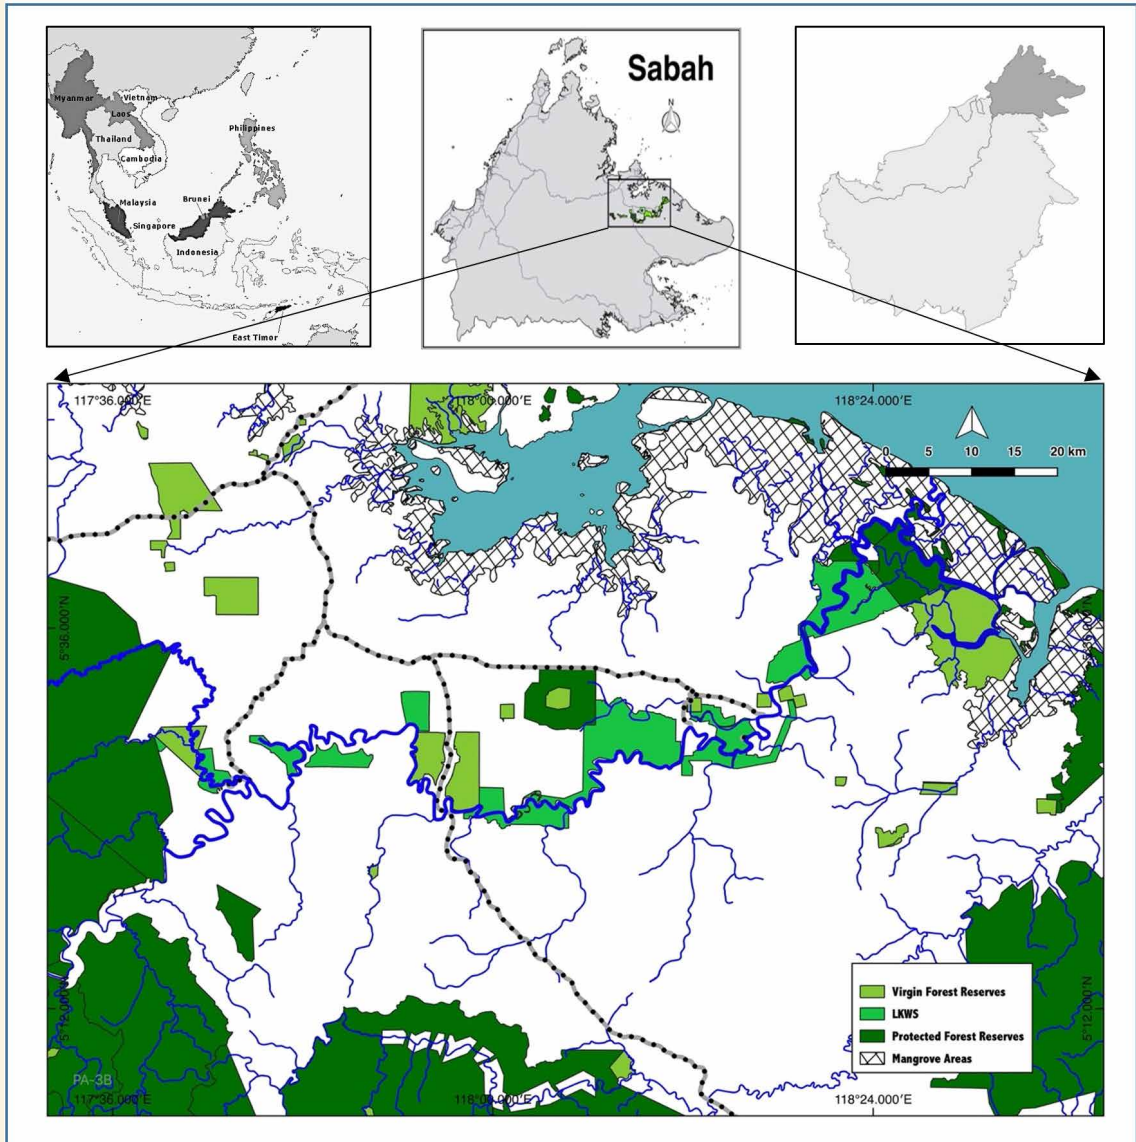 Myanmar
Vietnam
Laos
Thailand
Cambodia
Philippines
Malaysia
Brunei
Singapore
Indonesia
East Timor
Sabah
N
117°36.000′E
118°00.000′E
118°24.000′E
0 5 10 15 20 km
5°36.000′N
5°36.000′N
Virgin Forest Reserves
LKWS
Protected Forest Reserves
Mangrove Areas
5°12.000′N
5°12.000′N
PA-3B
117°36.000′E
118°00.000′E
118°24.000′E